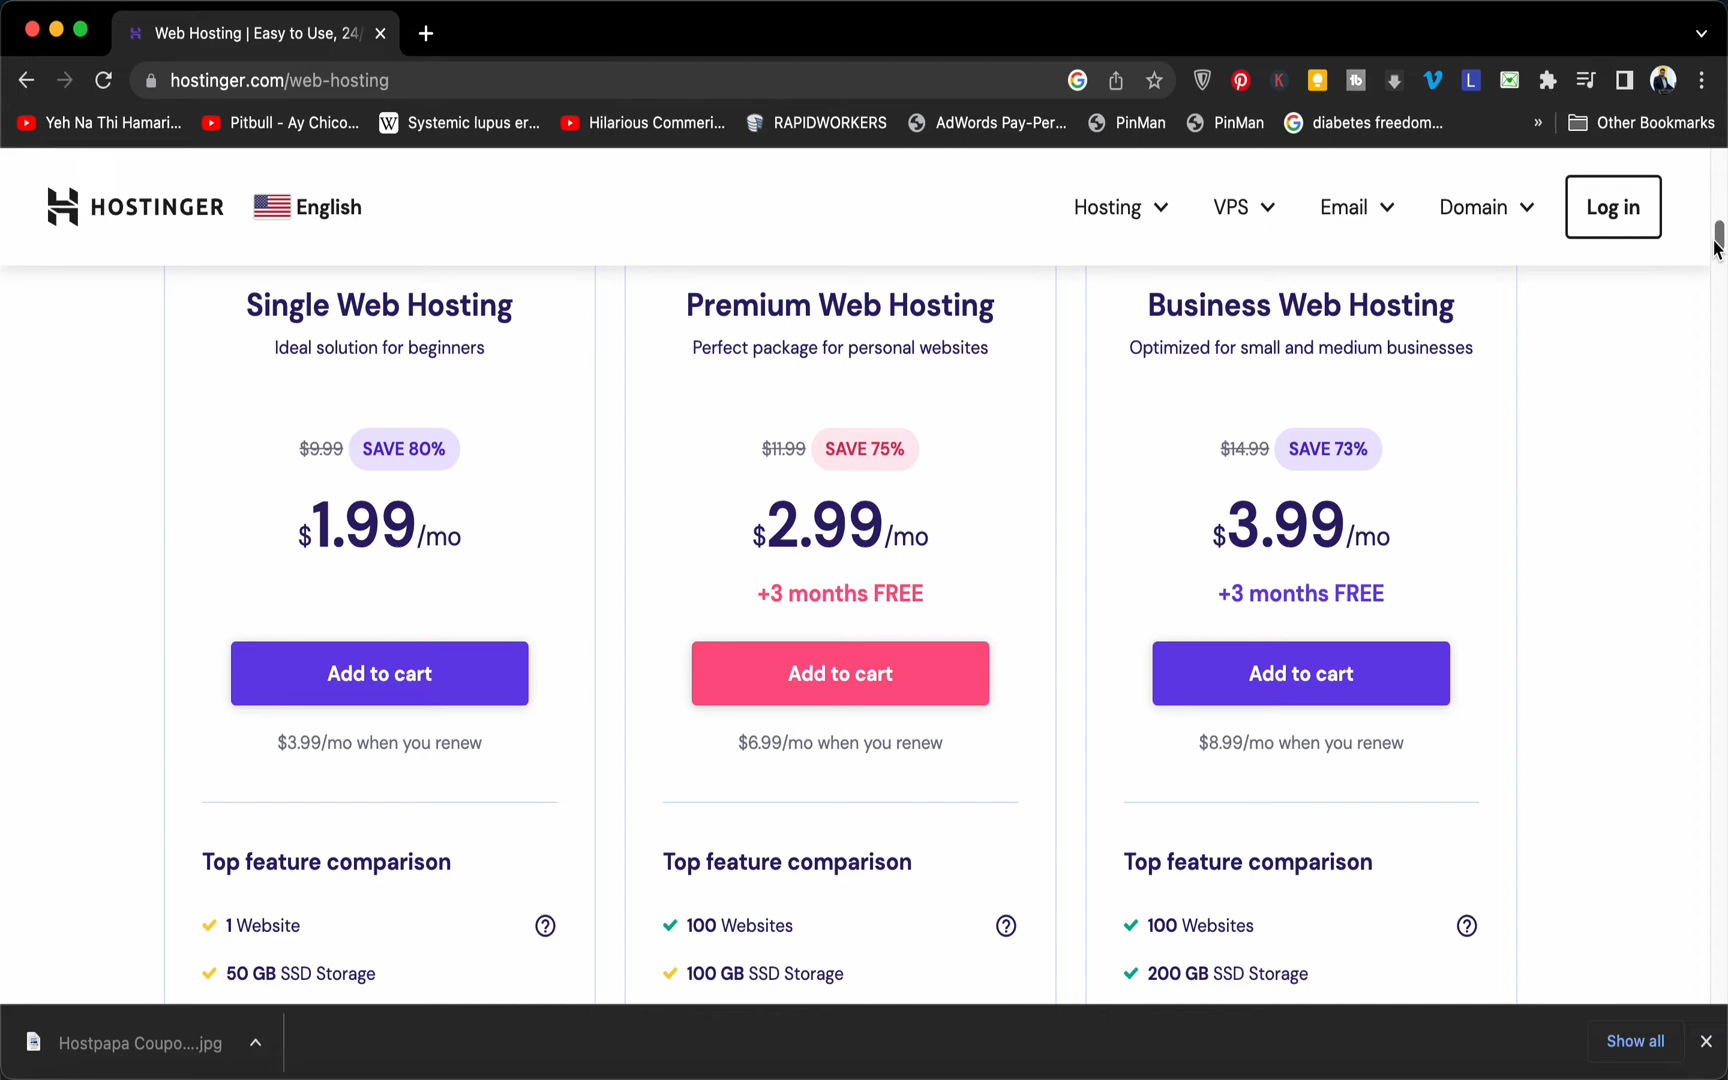 Web Hosting | Easy to Use, 24/
hostinger.com/web-hosting
Yeh Na Thi Hamari...
Pitbull - Ay Chico...
Systemic lupus er...
Hilarious Commeri...
RAPIDWORKERS
AdWords Pay-Per...
PinMan
PinMan
diabetes freedom...
»
Other Bookmarks
HOSTINGER
English
Hosting
VPS
Email
Domain
Log in
Single Web Hosting
Ideal solution for beginners
$9.99 SAVE 80%
$1.99/mo
Add to cart
$3.99/mo when you renew
Top feature comparison
1 Website
50 GB SSD Storage
Premium Web Hosting
Perfect package for personal websites
$11.99 SAVE 75%
$2.99/mo
+3 months FREE
Add to cart
$6.99/mo when you renew
Top feature comparison
100 Websites
100 GB SSD Storage
Business Web Hosting
Optimized for small and medium businesses
$14.99 SAVE 73%
$3.99/mo
+3 months FREE
Add to cart
$8.99/mo when you renew
Top feature comparison
100 Websites
200 GB SSD Storage
Hostpapa Coupo....jpg
Show all